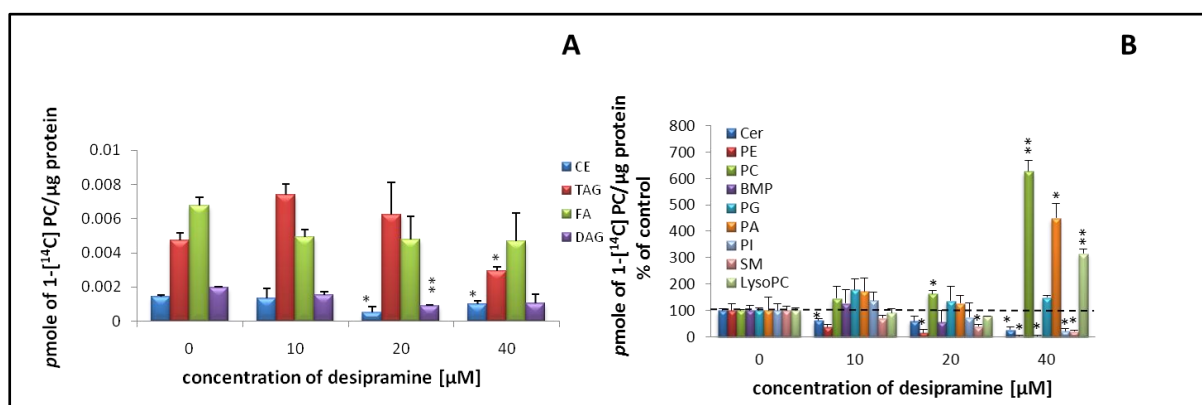 A
pmole of 1-[¹⁴C] PC/µg protein
0.01
0.008
0.006
0.004
0.002
0
*
**
*
*
0 10 20 40
concentration of desipramine [µM]
CE
TAG
FA
DAG
B
pmole of 1-[¹⁴C] PC/µg protein
% of control
800
700
600
500
400
300
200
100
0
Cer
PE
PC
BMP
PG
PA
PI
SM
LysoPC
*
*
*
*
*
*
**
*
*
*
*
**
0 10 20 40
concentration of desipramine [µM]